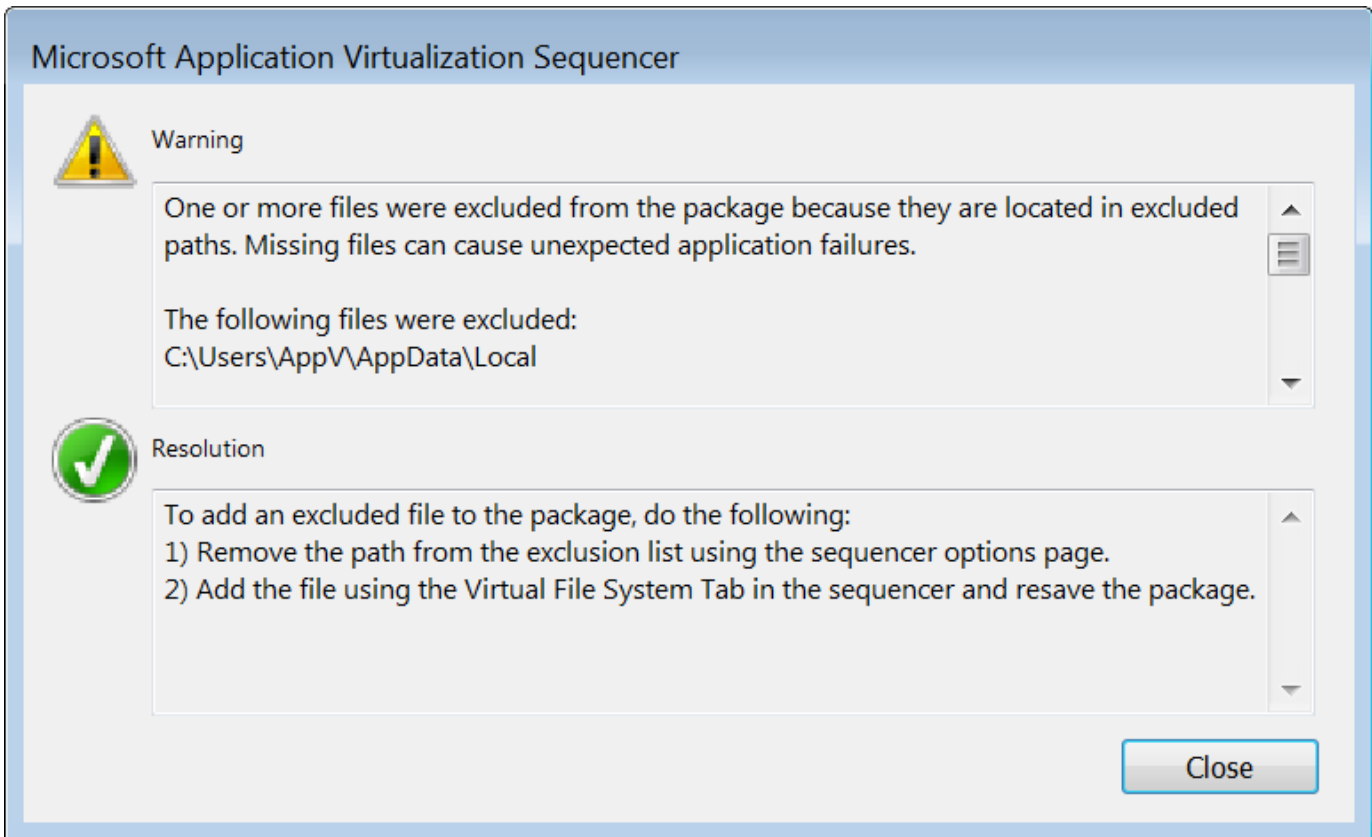 Microsoft Application Virtualization Sequencer
Warning
One or more files were excluded from the package because they are located in excluded
paths. Missing files can cause unexpected application failures.
The following files were excluded:
C:\Users\AppV\AppData\Local
Resolution
To add an excluded file to the package, do the following:
1) Remove the path from the exclusion list using the sequencer options page.
2) Add the file using the Virtual File System Tab in the sequencer and resave the package.
Close